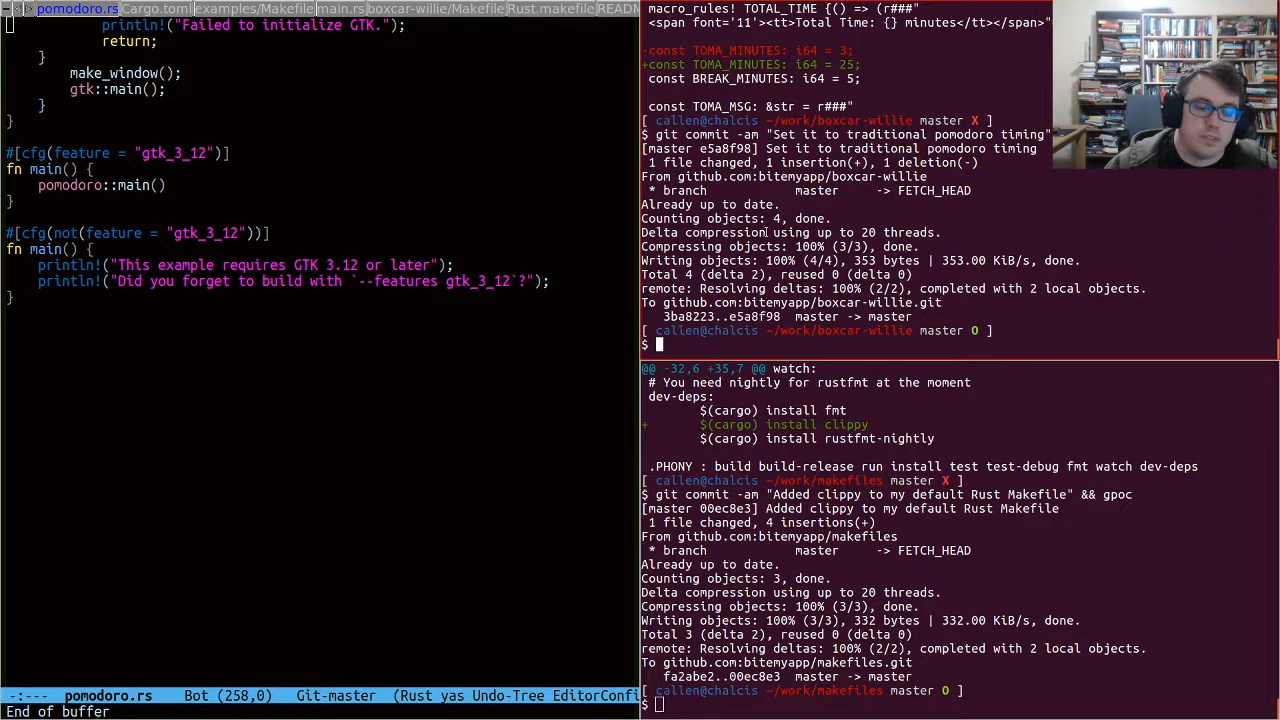 pomodoro.rs Cargo.toml examples/Makefile main.rs boxcar-willie/Makefile Rust.makefile READM
println!("Failed to initialize GTK.");
return;
}
make_window();
gtk::main();
}
}
#[cfg(feature = "gtk_3_12")]
fn main() {
pomodoro::main()
}
#[cfg(not(feature = "gtk_3_12"))]
fn main() {
println!("This example requires GTK 3.12 or later");
println!("Did you forget to build with `--features gtk_3_12`?");
}
-:--- pomodoro.rs Bot (258,0) Git-master (Rust yas Undo-Tree EditorConfi
End of buffer
macro_rules! TOTAL_TIME {() => (r###"
<span font='11'><tt>Total Time: {} minutes</tt></span>"
-const TOMA_MINUTES: i64 = 3;
+const TOMA_MINUTES: i64 = 25;
const BREAK_MINUTES: i64 = 5;
const TOMA_MSG: &str = r###"
[ callen@chalcis ~/work/boxcar-willie master X ]
$ git commit -am "Set it to traditional pomodoro timing"
[master e5a8f98] Set it to traditional pomodoro timing
1 file changed, 1 insertion(+), 1 deletion(-)
From github.com:bitemyapp/boxcar-willie
* branch master -> FETCH_HEAD
Already up to date.
Counting objects: 4, done.
Delta compression using up to 20 threads.
Compressing objects: 100% (3/3), done.
Writing objects: 100% (4/4), 353 bytes | 353.00 KiB/s, done.
Total 4 (delta 2), reused 0 (delta 0)
remote: Resolving deltas: 100% (2/2), completed with 2 local objects.
To github.com:bitemyapp/boxcar-willie.git
3ba8223..e5a8f98 master -> master
[ callen@chalcis ~/work/boxcar-willie master O ]
$
@@ -32,6 +35,7 @@ watch:
# You need nightly for rustfmt at the moment
dev-deps:
$(cargo) install fmt
+ $(cargo) install clippy
$(cargo) install rustfmt-nightly
.PHONY : build build-release run install test test-debug fmt watch dev-deps
[ callen@chalcis ~/work/makefiles master X ]
$ git commit -am "Added clippy to my default Rust Makefile" && gpoc
[master 00ec8e3] Added clippy to my default Rust Makefile
1 file changed, 4 insertions(+)
From github.com:bitemyapp/makefiles
* branch master -> FETCH_HEAD
Already up to date.
Counting objects: 3, done.
Delta compression using up to 20 threads.
Compressing objects: 100% (3/3), done.
Writing objects: 100% (3/3), 332 bytes | 332.00 KiB/s, done.
Total 3 (delta 2), reused 0 (delta 0)
remote: Resolving deltas: 100% (2/2), completed with 2 local objects.
To github.com:bitemyapp/makefiles.git
fa2abe2..00ec8e3 master -> master
[ callen@chalcis ~/work/makefiles master O ]
$